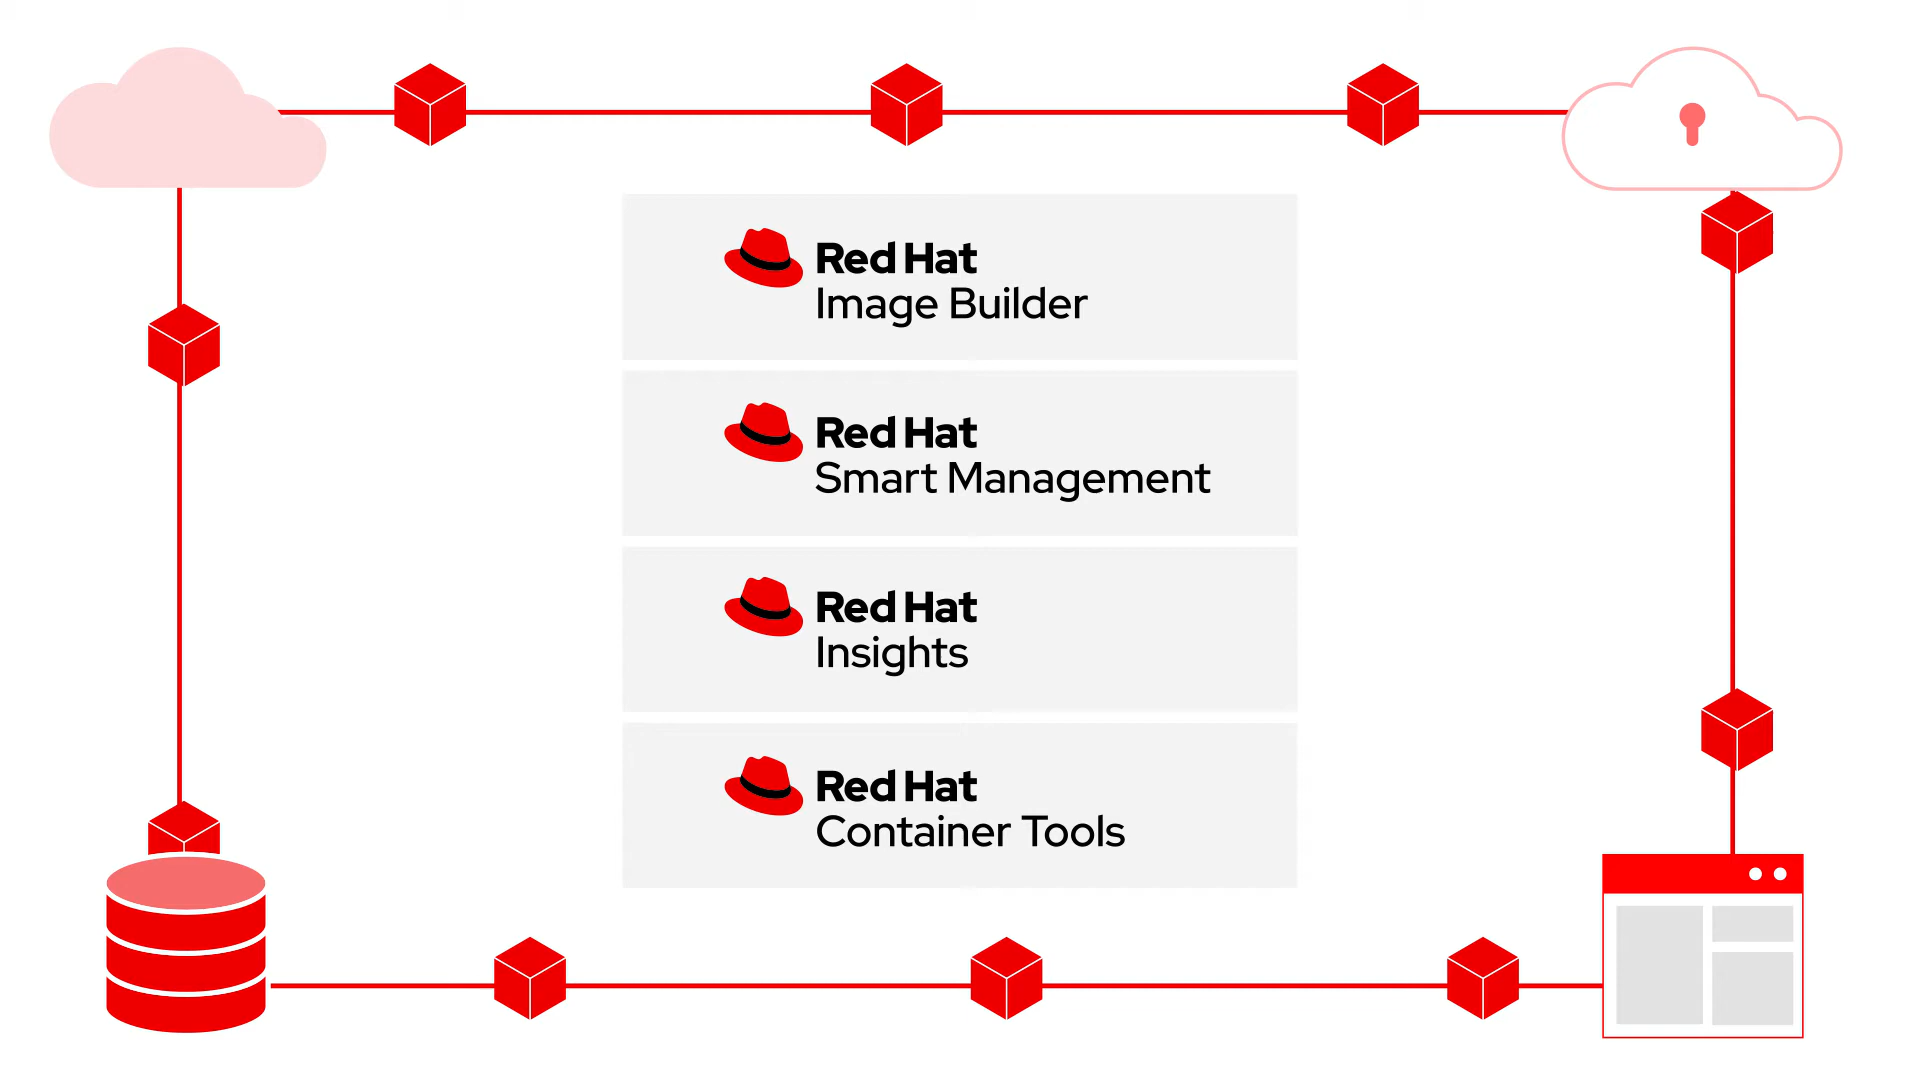 Red Hat
Image Builder
Red Hat
Smart Management
Red Hat
Insights
Red Hat
Container Tools